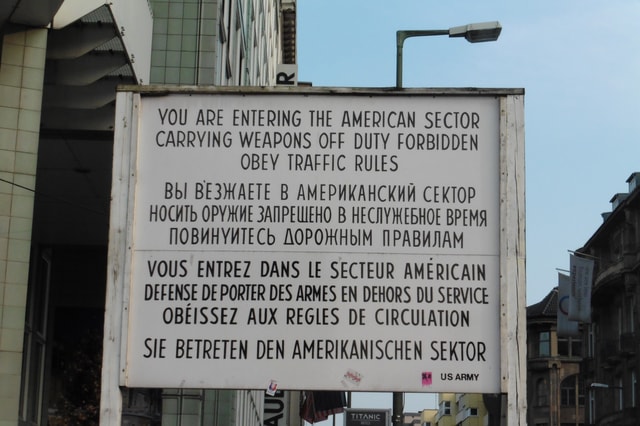 YOU ARE ENTERING THE AMERICAN SECTOR
CARRYING WEAPONS OFF DUTY FORBIDDEN
OBEY TRAFFIC RULES
ВЫ ВЪЕЗЖАЕТЕ В АМЕРИКАНСКИЙ СЕКТОР
НОСИТЬ ОРУЖИЕ ЗАПРЕЩЕНО В НЕСЛУЖЕБНОЕ ВРЕМЯ
ПОВИНУЙТЕСЬ ДОРОЖНЫМ ПРАВИЛАМ
VOUS ENTREZ DANS LE SECTEUR AMÉRICAIN
DEFENSE DE PORTER DES ARMES EN DEHORS DU SERVICE
OBÉISSEZ AUX REGLES DE CIRCULATION
SIE BETRETEN DEN AMERIKANISCHEN SEKTOR
US ARMY
R
TITANIC